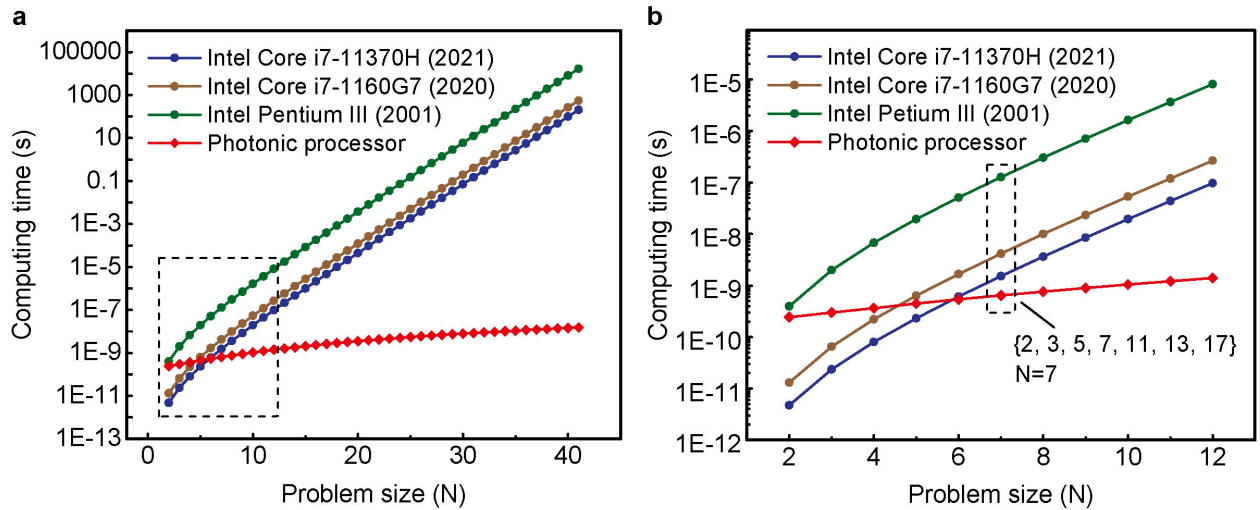 a
100000
1000
10
0.1
1E-3
1E-5
1E-7
1E-9
1E-11
1E-13
Computing time (s)
Intel Core i7-11370H (2021)
Intel Core i7-1160G7 (2020)
Intel Pentium III (2001)
Photonic processor
0 10 20 30 40
Problem size (N)
b
1E-5
1E-6
1E-7
1E-8
1E-9
1E-10
1E-11
1E-12
Computing time (s)
Intel Core i7-11370H (2021)
Intel Core i7-1160G7 (2020)
Intel Petium III (2001)
Photonic processor
{2, 3, 5, 7, 11, 13, 17}
N=7
2 4 6 8 10 12
Problem size (N)